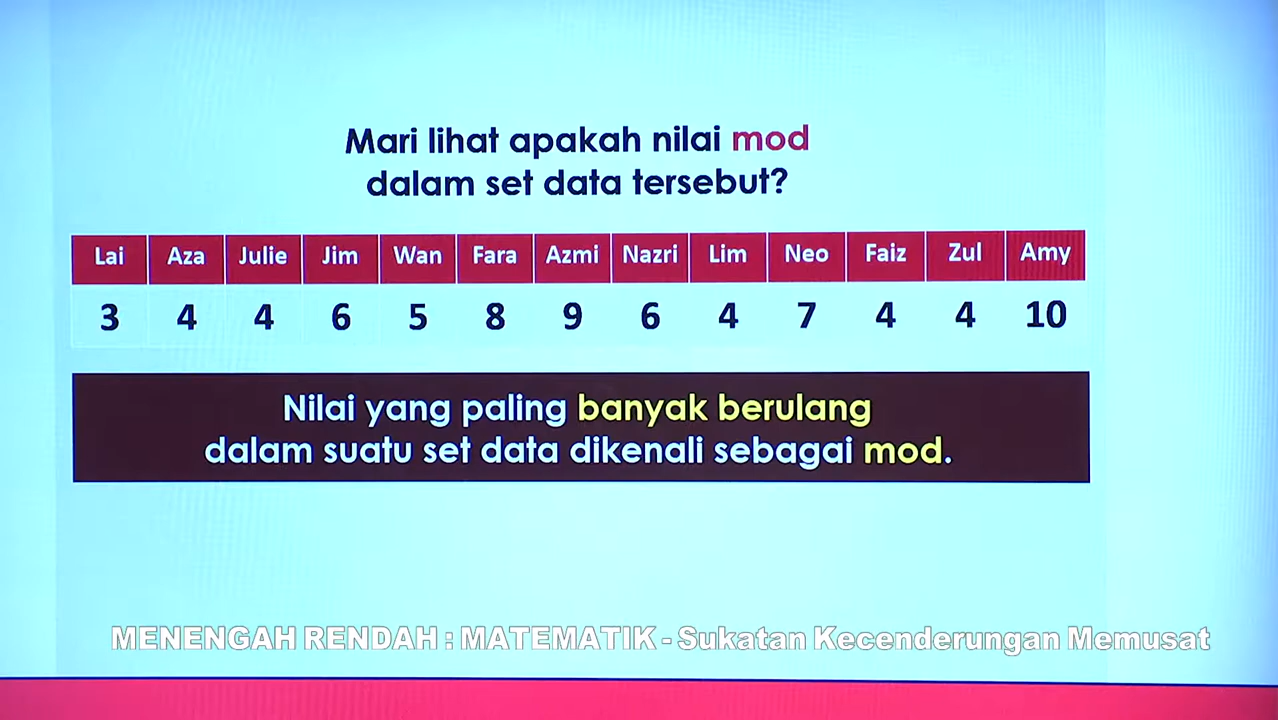 Mari lihat apakah nilai mod
dalam set data tersebut?
Lai Aza Julie Jim Wan Fara Azmi Nazri Lim Neo Faiz Zul Amy
3 4 4 6 5 8 9 6 4 7 4 4 10
Nilai yang paling banyak berulang
dalam suatu set data dikenali sebagai mod.
MENENGAH RENDAH : MATEMATIK - Sukatan Kecenderungan Memusat